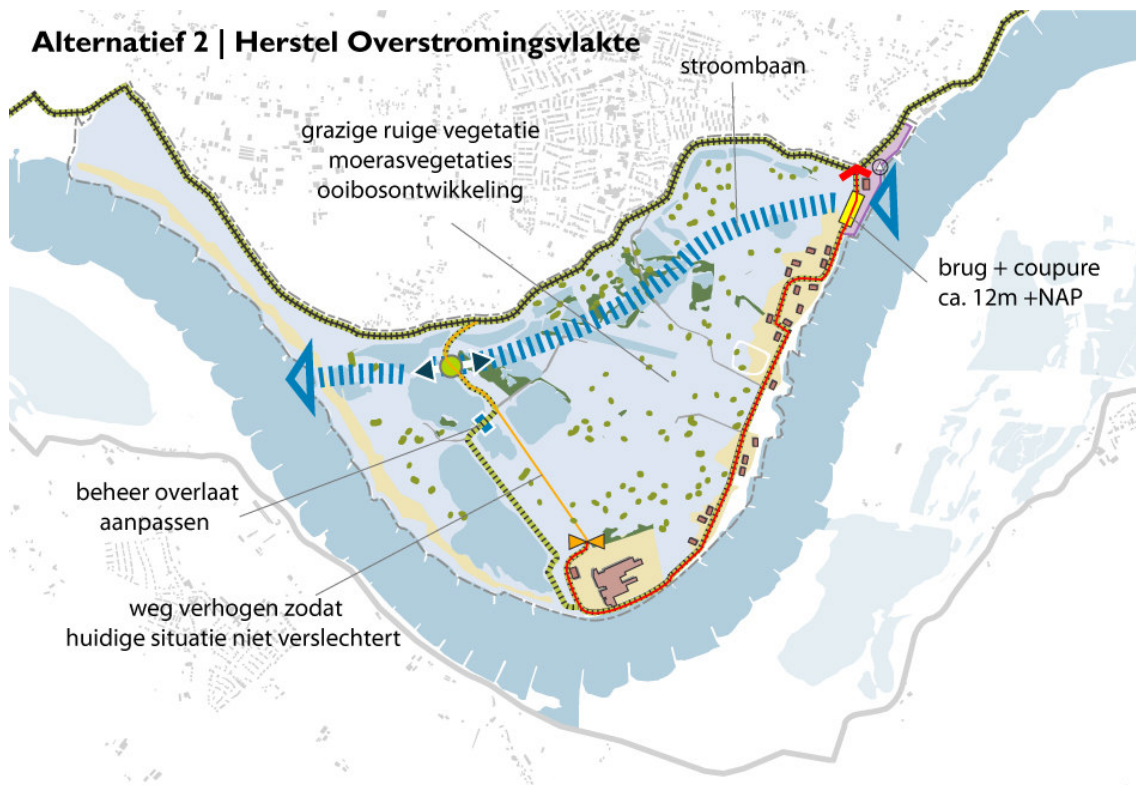 Alternatief 2 | Herstel Overstromingsvlakte
stroombaan
grazige ruige vegetatie
moerasvegetaties
ooibosontwikkeling
brug + coupure
ca. 12m +NAP
beheer overlaat
aanpassen
weg verhogen zodat
huidige situatie niet verslechtert